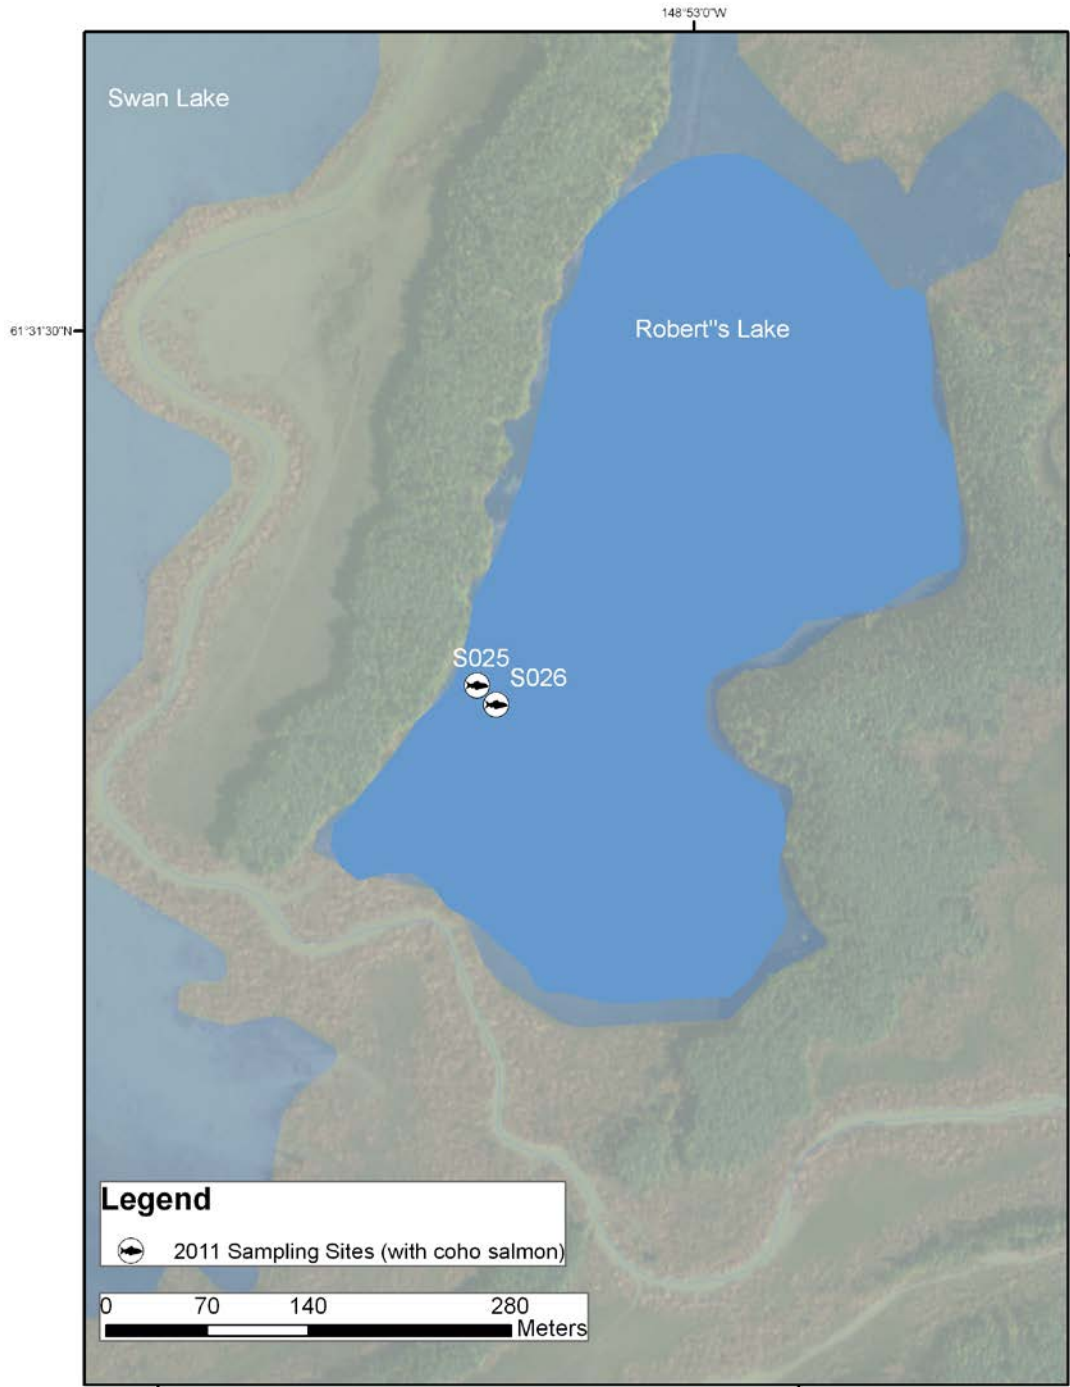 148°53'0"W
Swan Lake
61°31'30"N
Robert"s Lake
S025
S026
Legend
2011 Sampling Sites (with coho salmon)
0 70 140 280
Meters